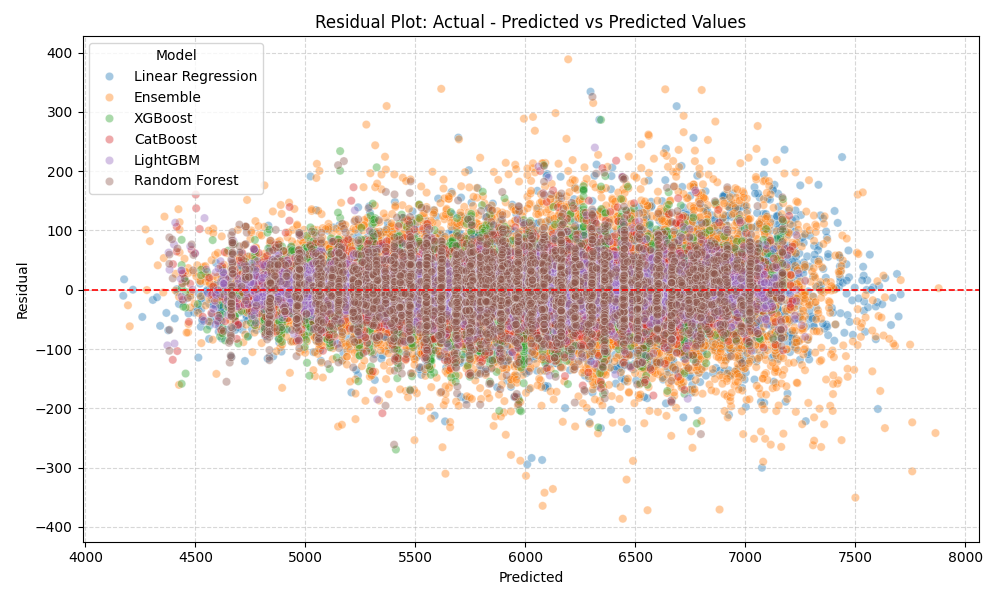 Residual Plot: Actual - Predicted vs Predicted Values
Model
Linear Regression
Ensemble
XGBoost
CatBoost
LightGBM
Random Forest
Residual
400
300
200
100
0
−100
−200
−300
−400
4000 4500 5000 5500 6000 6500 7000 7500 8000
Predicted